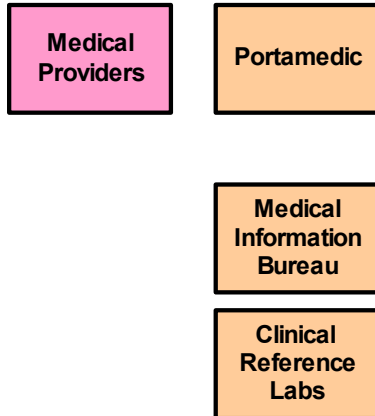 Medical
Providers
Portamedic
Medical
Information
Bureau
Clinical
Reference
Labs